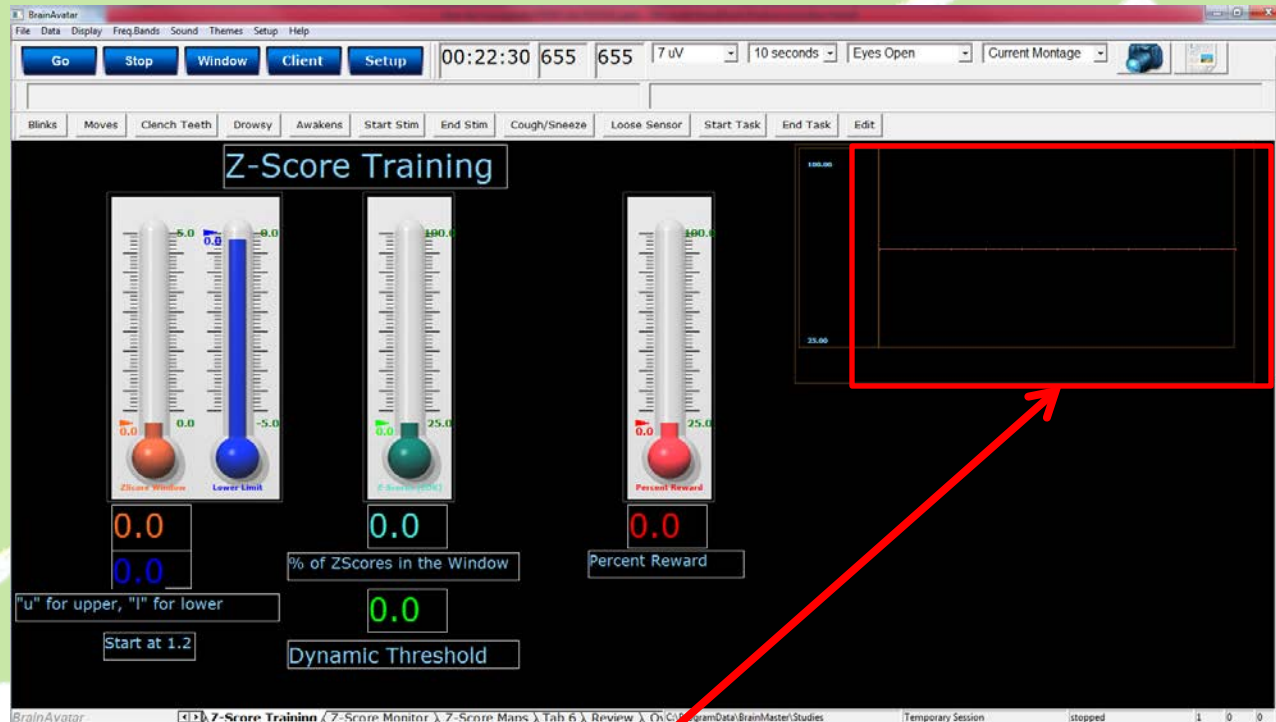 BrainAvatar
File Data Display Freq.Bands Sound Themes Setup Help
Go Stop Window Client Setup 00:22:30 655 655 7 uV 10 seconds Eyes Open Current Montage
Blinks Moves Clench Teeth Drowsy Awakens Start Stim End Stim Cough/Sneeze Loose Sensor Start Task End Task Edit
Z-Score Training
100.00
5.0 0.0 0.0 100.0 100.0
25.00
0.0 0.0 -5.0 0.0 25.0 0.0 25.0
ZScore Window Lower Limit Percent Reward
0.0 0.0 0.0
0.0 % of ZScores in the Window Percent Reward
"u" for upper, "l" for lower 0.0
Start at 1.2 Dynamic Threshold
BrainAvatar Z-Score Training Z-Score Monitor Z-Score Maps Tab 6 Review Temporary Session stopped 1 0 0